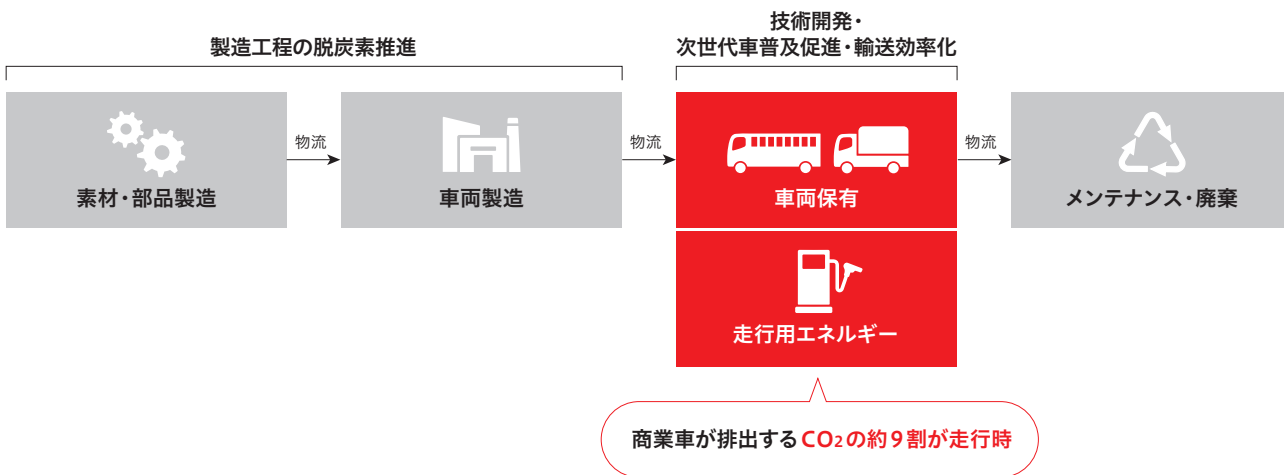 製造工程の脱炭素推進
技術開発・
次世代車普及促進・輸送効率化
素材・部品製造
物流
車両製造
物流
車両保有
物流
メンテナンス・廃棄
走行用エネルギー
商業車が排出するCO2の約9割が走行時